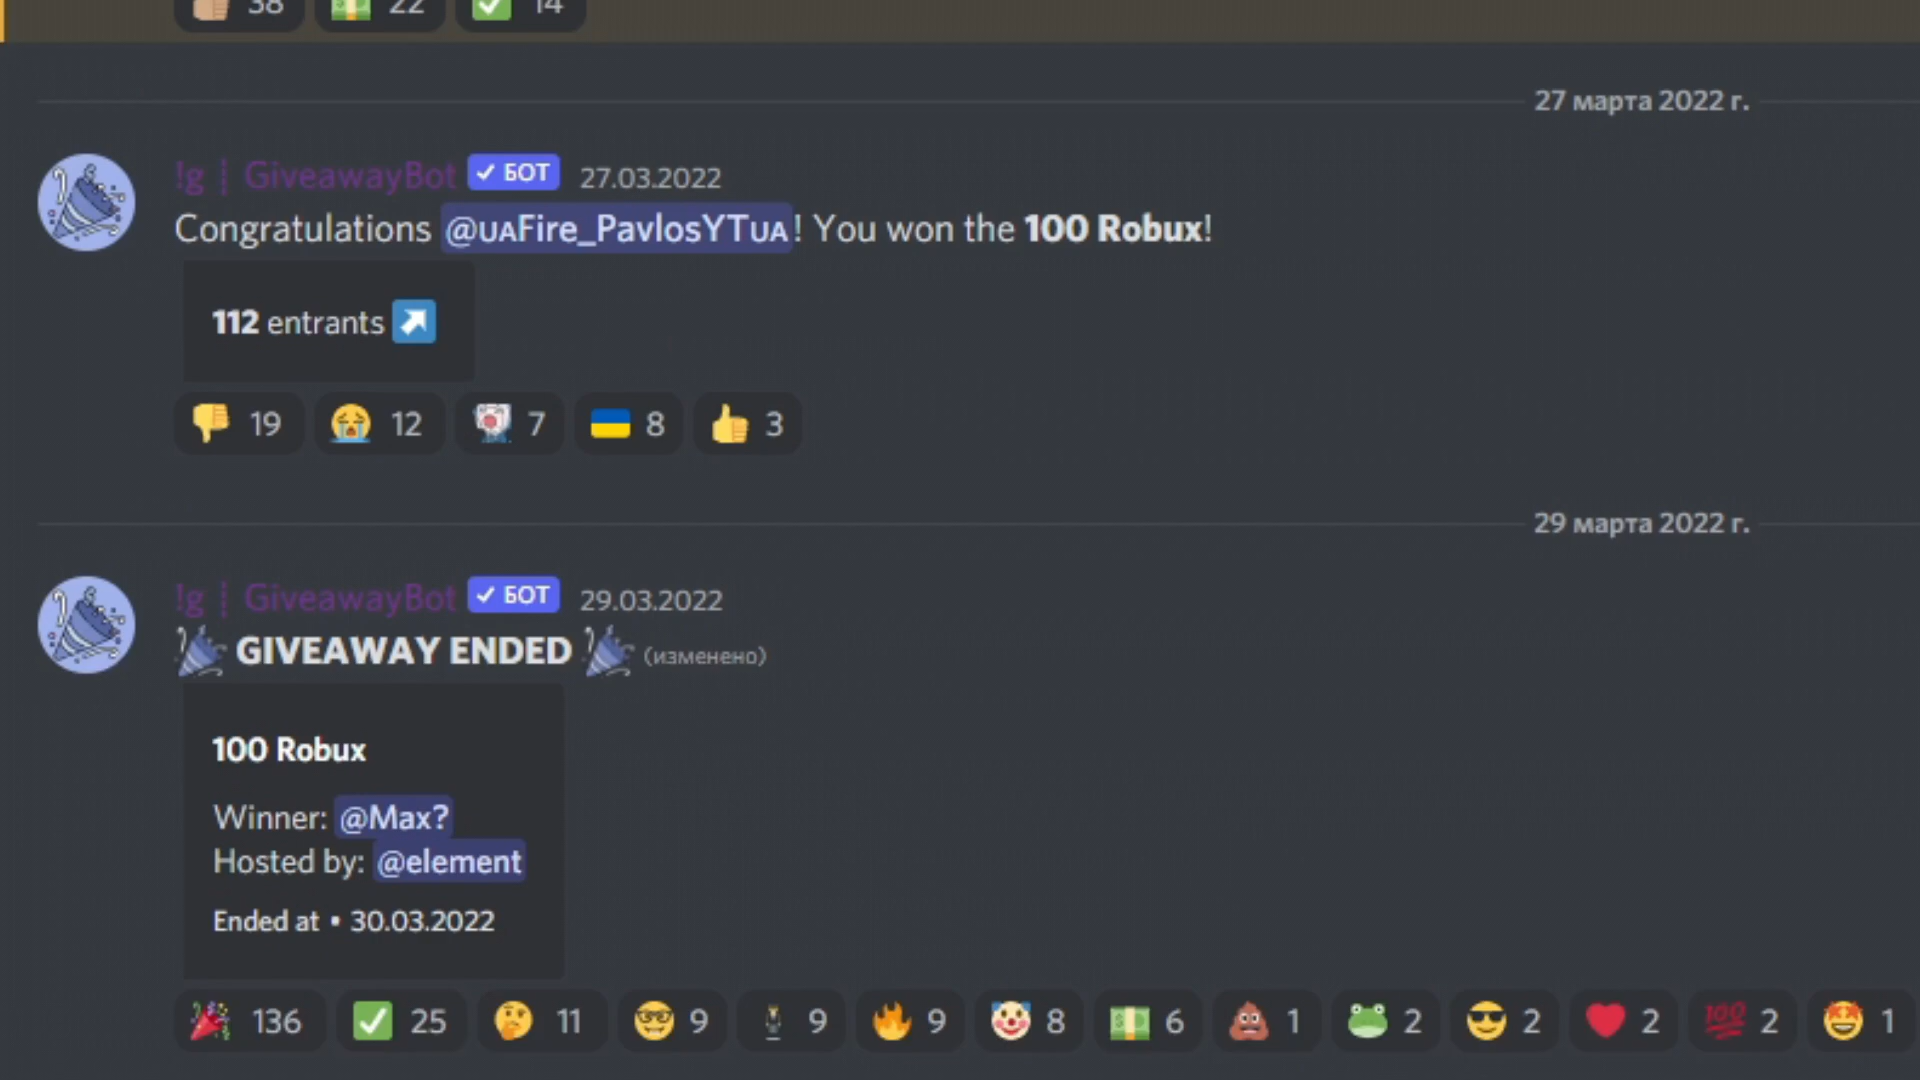 38 22 14
27 марта 2022 г.
!g ┊ GiveawayBot ✓ БОТ 27.03.2022
Congratulations @ᴜᴀFire_PavlosYTᴜᴀ! You won the 100 Robux!
112 entrants
19 12 7 8 3
29 марта 2022 г.
!g ┊ GiveawayBot ✓ БОТ 29.03.2022
GIVEAWAY ENDED (изменено)
100 Robux
Winner: @Max?
Hosted by: @element
Ended at • 30.03.2022
136 25 11 9 9 9 8 6 1 2 2 2 2 1